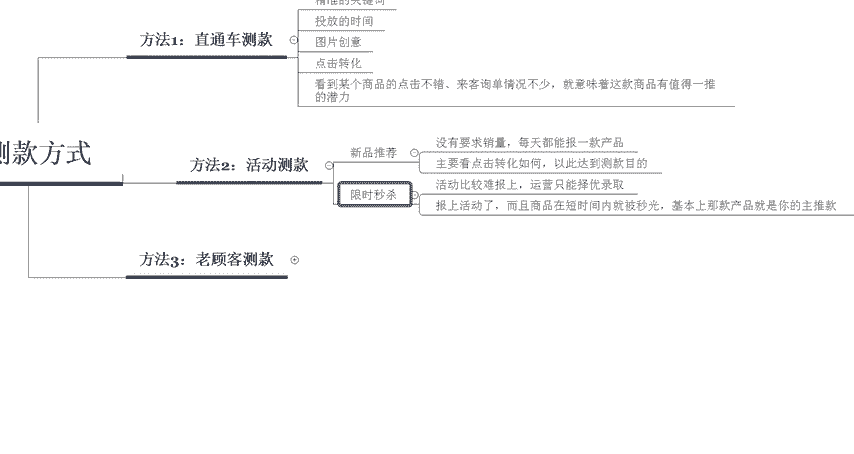 精准的关键词
投放的时间
方法1：直通车测款
图片创意
点击转化
看到某个商品的点击不错、来客询单情况不少，就意味着这款商品有值得一推
的潜力
测款方式
没有要求销量，每天都能报一款产品
新品推荐
主要看点击转化如何，以此达到测款目的
方法2：活动测款
活动比较难报上，运营只能择优录取
限时秒杀
报上活动了，而且商品在短时间内就被秒光，基本上那款产品就是你的主推款
方法3：老顾客测款